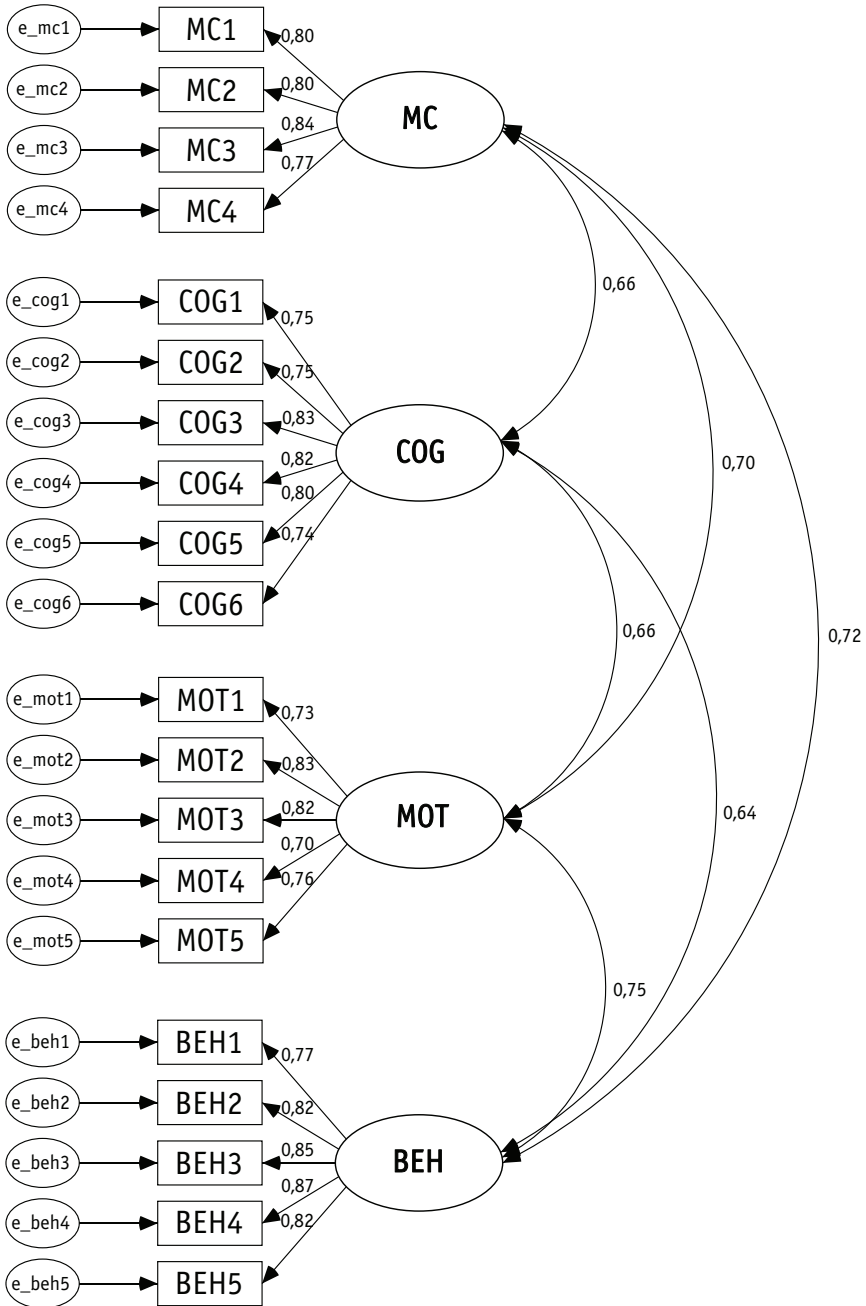 e_mc1 MC1 0,80
e_mc2 MC2 0,80 MC
e_mc3 MC3 0,84
e_mc4 MC4 0,77
0,66
e_cog1 COG1 0,75
e_cog2 COG2 0,75
e_cog3 COG3 0,83
COG
0,70
e_cog4 COG4 0,82
e_cog5 COG5 0,80
e_cog6 COG6 0,74
0,66
0,72
e_mot1 MOT1 0,73
e_mot2 MOT2 0,83
e_mot3 MOT3 0,82 MOT
0,64
e_mot4 MOT4 0,70
e_mot5 MOT5 0,76
0,75
e_beh1 BEH1 0,77
e_beh2 BEH2 0,82
e_beh3 BEH3 0,85 BEH
e_beh4 BEH4 0,87
e_beh5 BEH5 0,82